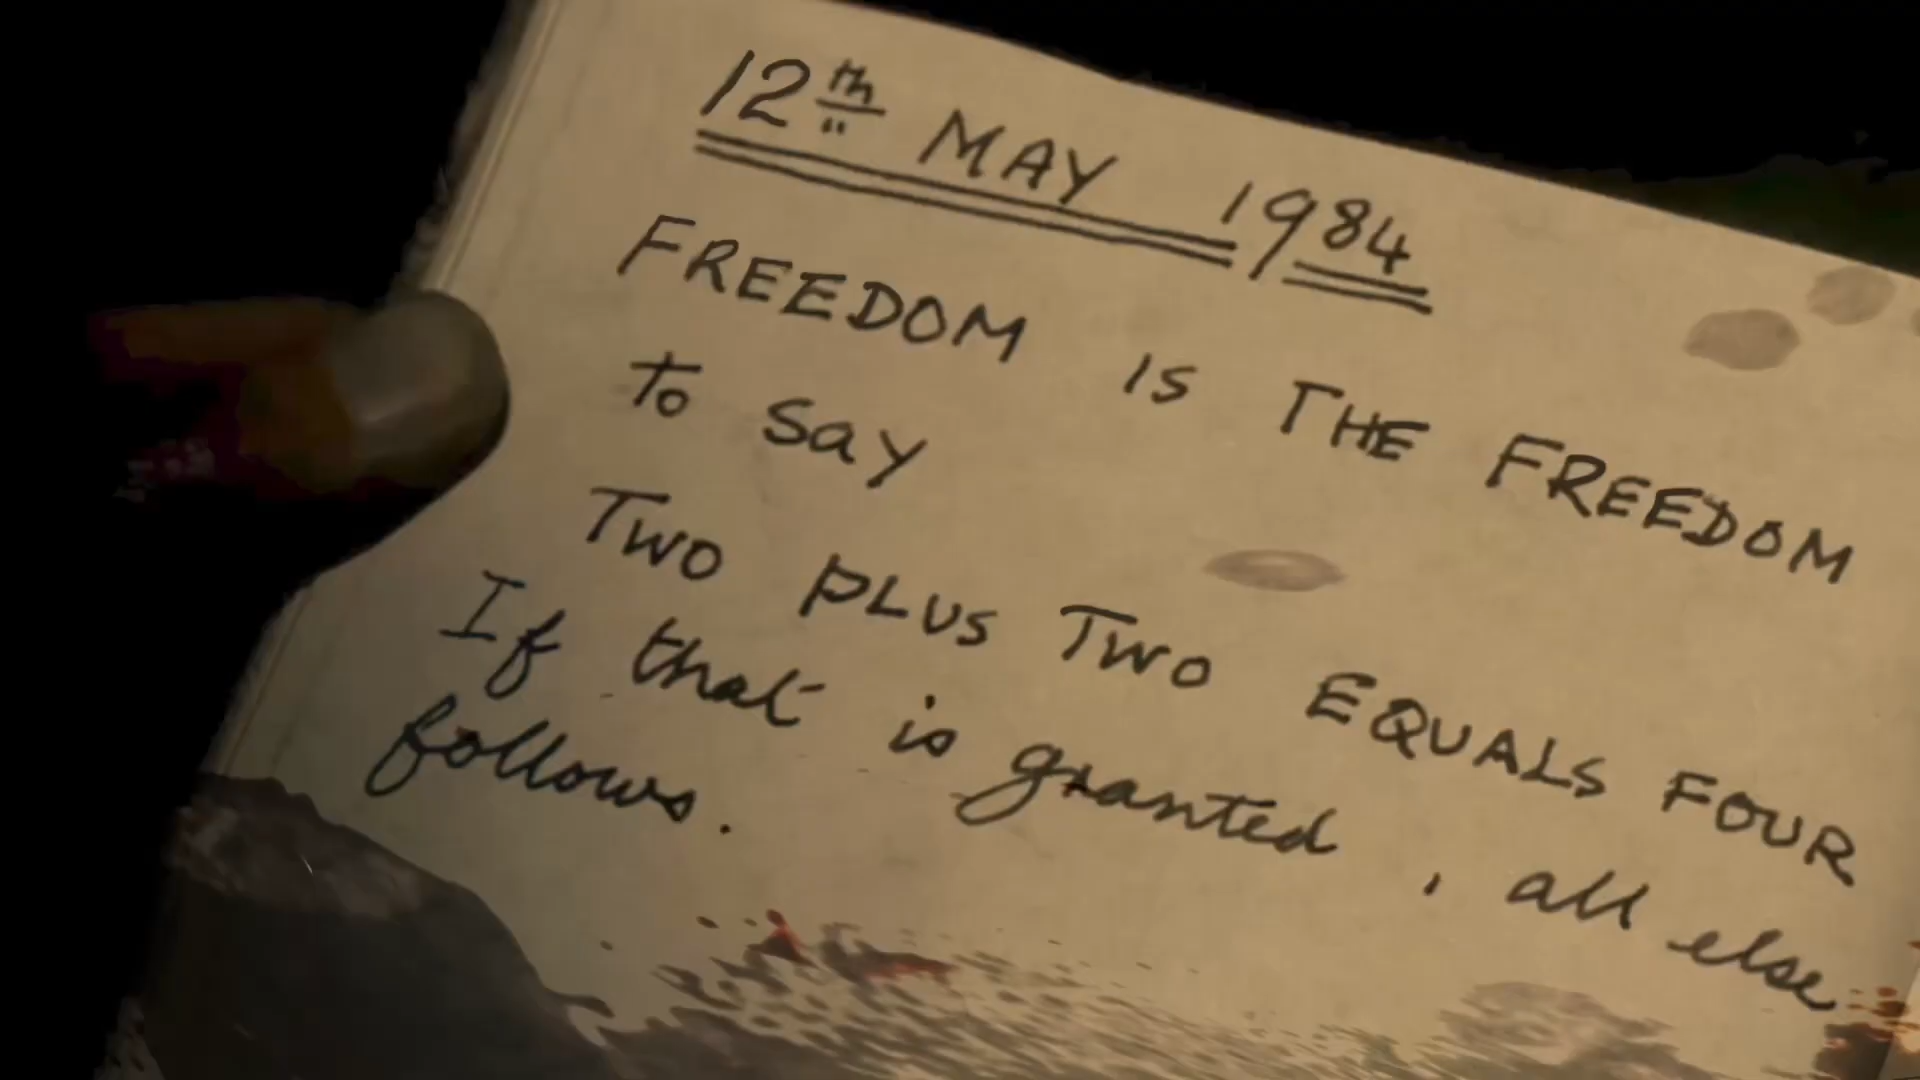 12th MAY 1984
FREEDOM IS THE FREEDOM
to say
TWO PLUS TWO EQUALS FOUR
If that is granted, all else
follows.